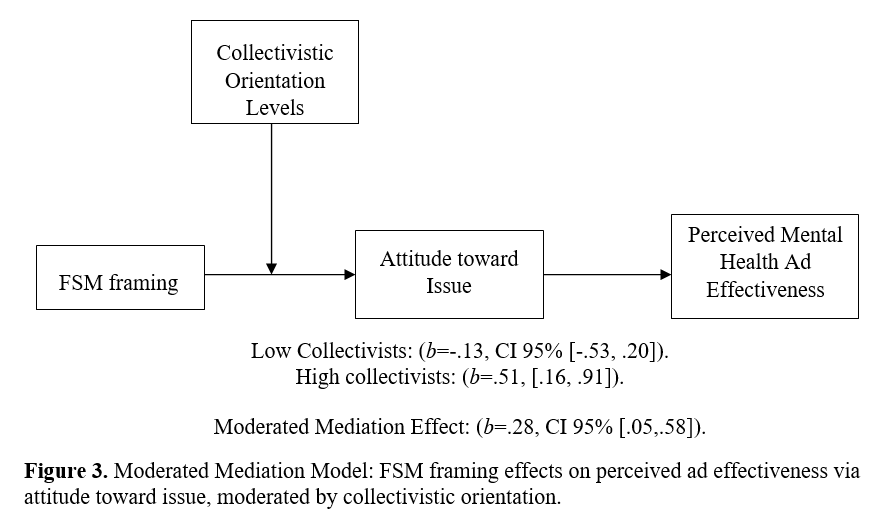 Collectivistic
Orientation
Levels
FSM framing
Attitude toward
Issue
Perceived Mental
Health Ad
Effectiveness
Low Collectivists: (b=-.13, CI 95% [-.53, .20]).
High collectivists: (b=.51, [.16, .91]).
Moderated Mediation Effect: (b=.28, CI 95% [.05,.58]).
Figure 3. Moderated Mediation Model: FSM framing effects on perceived ad effectiveness via
attitude toward issue, moderated by collectivistic orientation.